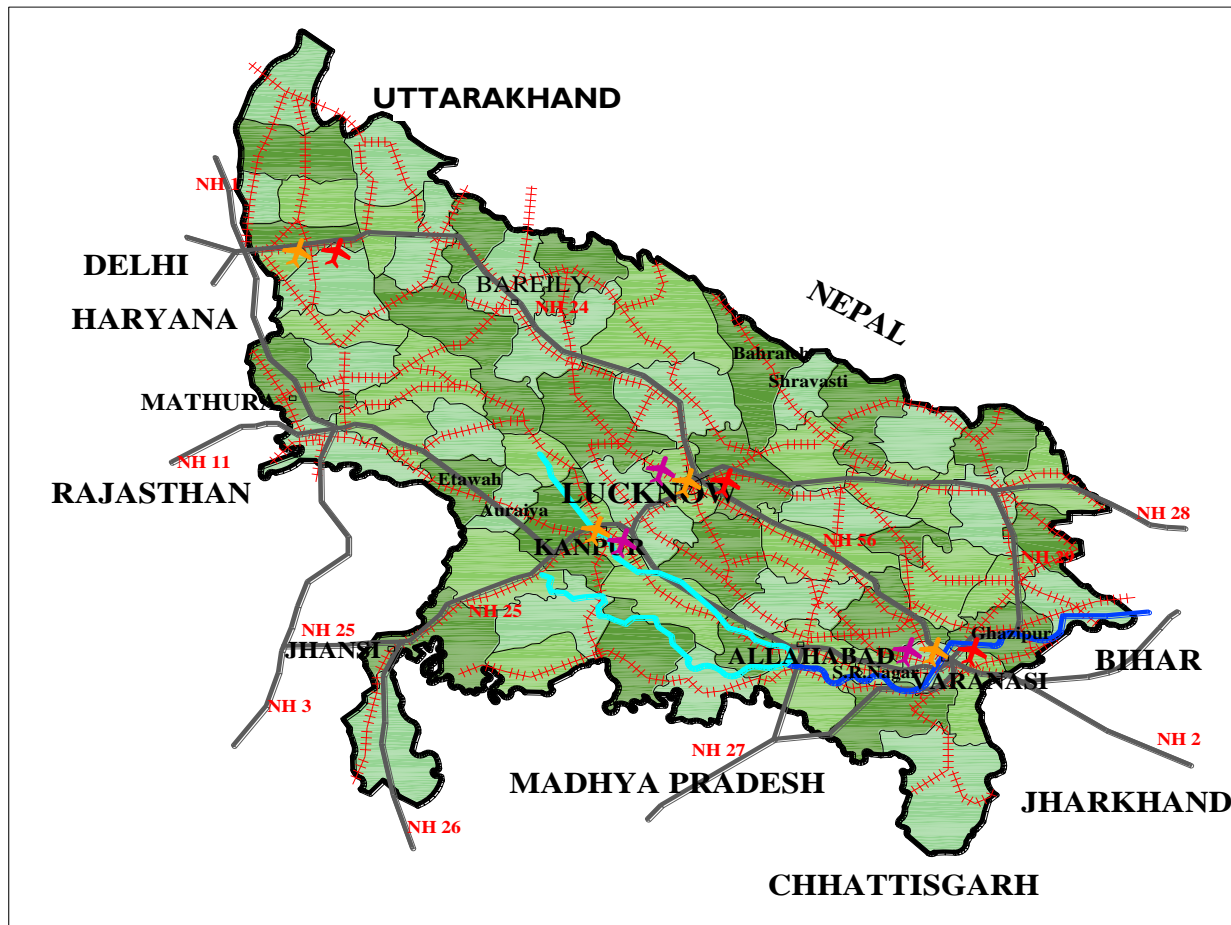 UTTARAKHAND
NH 1
DELHI
BAREILY
HARYANA
NH 24
NEPAL
Bahraich
Shravasti
MATHURA
NH 11
RAJASTHAN
Etawah
LUCKNOW
Auraiya
NH 28
KANPUR
NH 56
NH 29
NH 25
NH 25
JHANSI
Ghazipur
ALLAHABAD
BIHAR
S.R.Nagar
VARANASI
NH 3
NH 27
NH 2
MADHYA PRADESH
JHARKHAND
NH 26
CHHATTISGARH